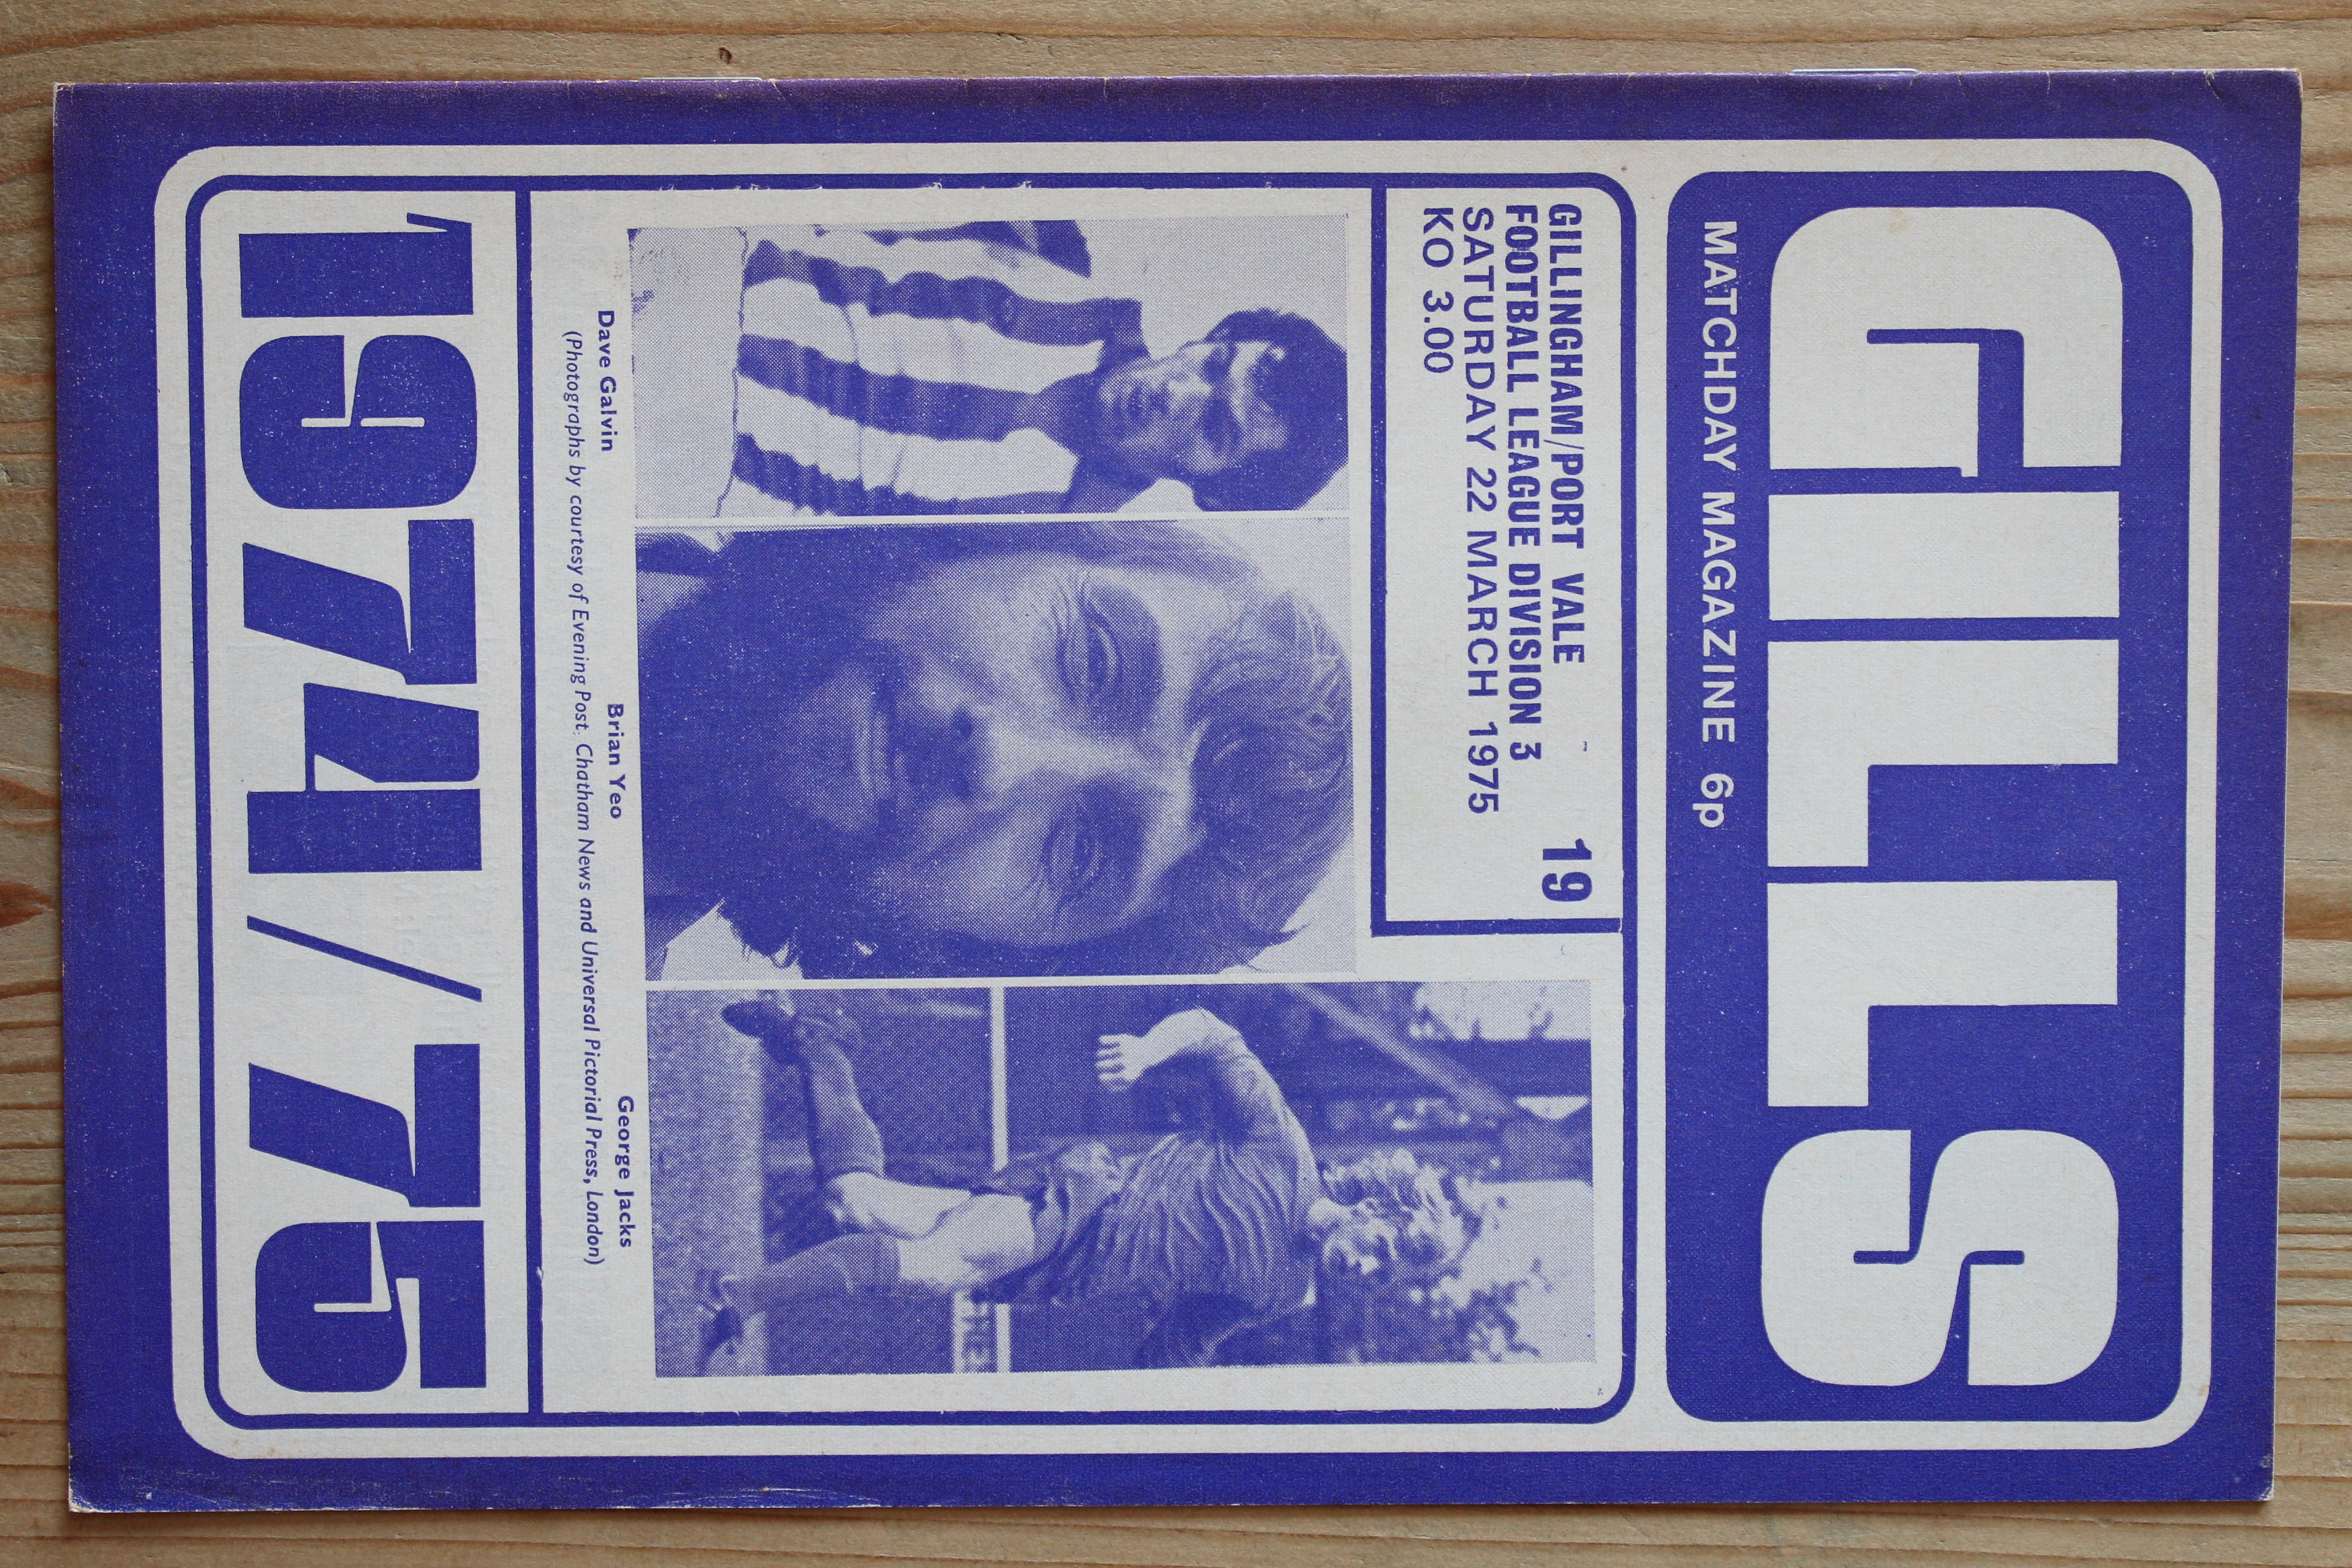 GILLS
MATCHDAY MAGAZINE 6p
GILLINGHAM/PORT VALE 19
FOOTBALL LEAGUE DIVISION 3
SATURDAY 22 MARCH 1975
KO 3.00
Dave Galvin Brian Yeo George Jacks
(Photographs by courtesy of Evening Post, Chatham News and Universal Pictorial Press, London)
1974/75